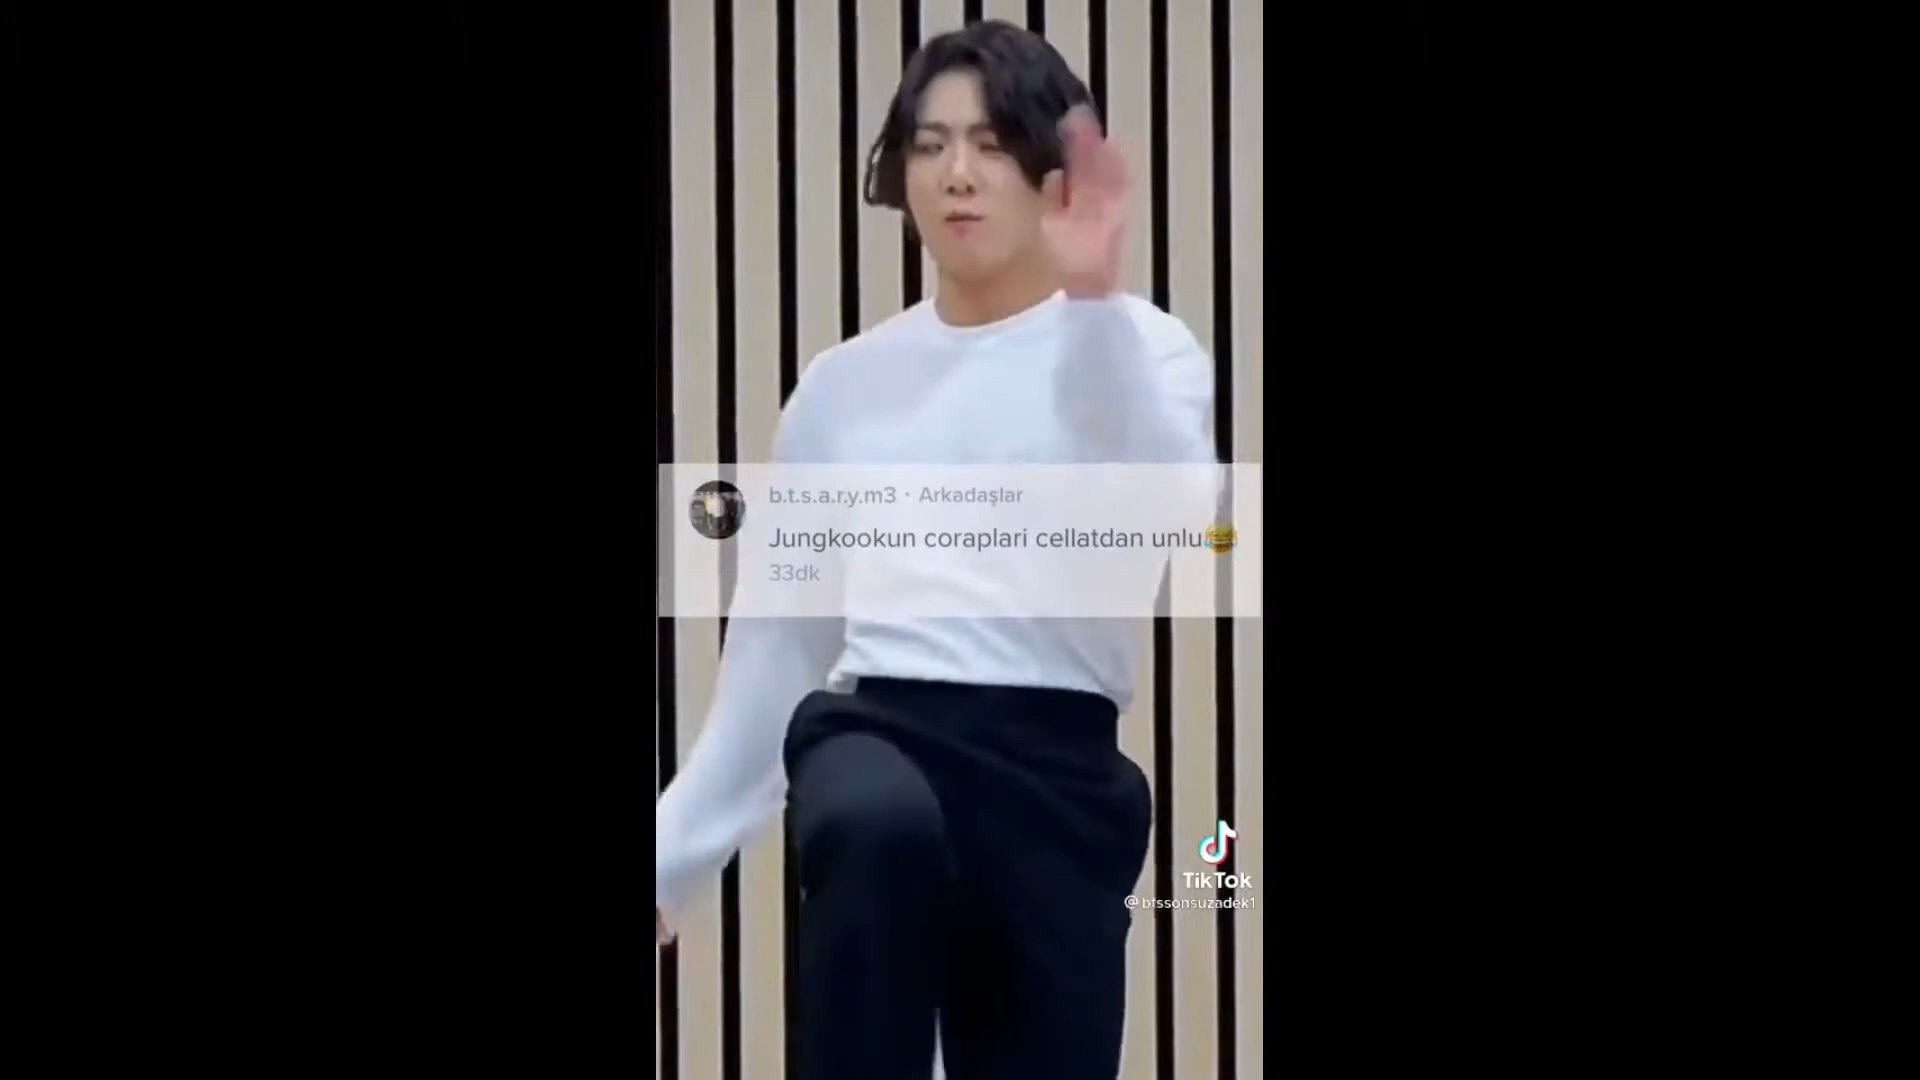 b.t.s.a.r.y.m3 · Arkadaşlar
Jungkookun coraplari cellatdan unlu😂
33dk
TikTok
@btssonsuzadek1